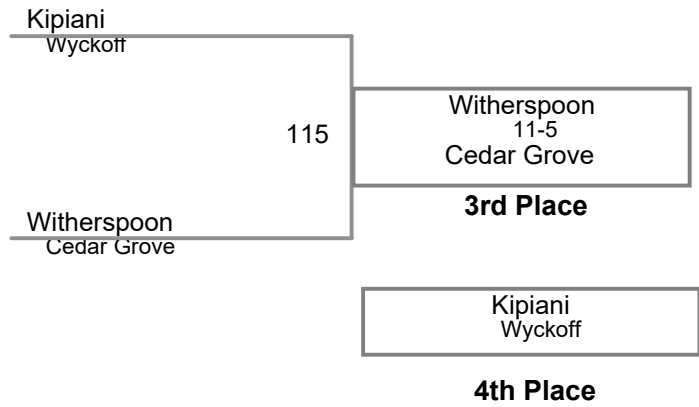 Kipiani
Wyckoff
115
Witherspoon
11-5
Cedar Grove
3rd Place
Witherspoon
Cedar Grove
Kipiani
Wyckoff
4th Place